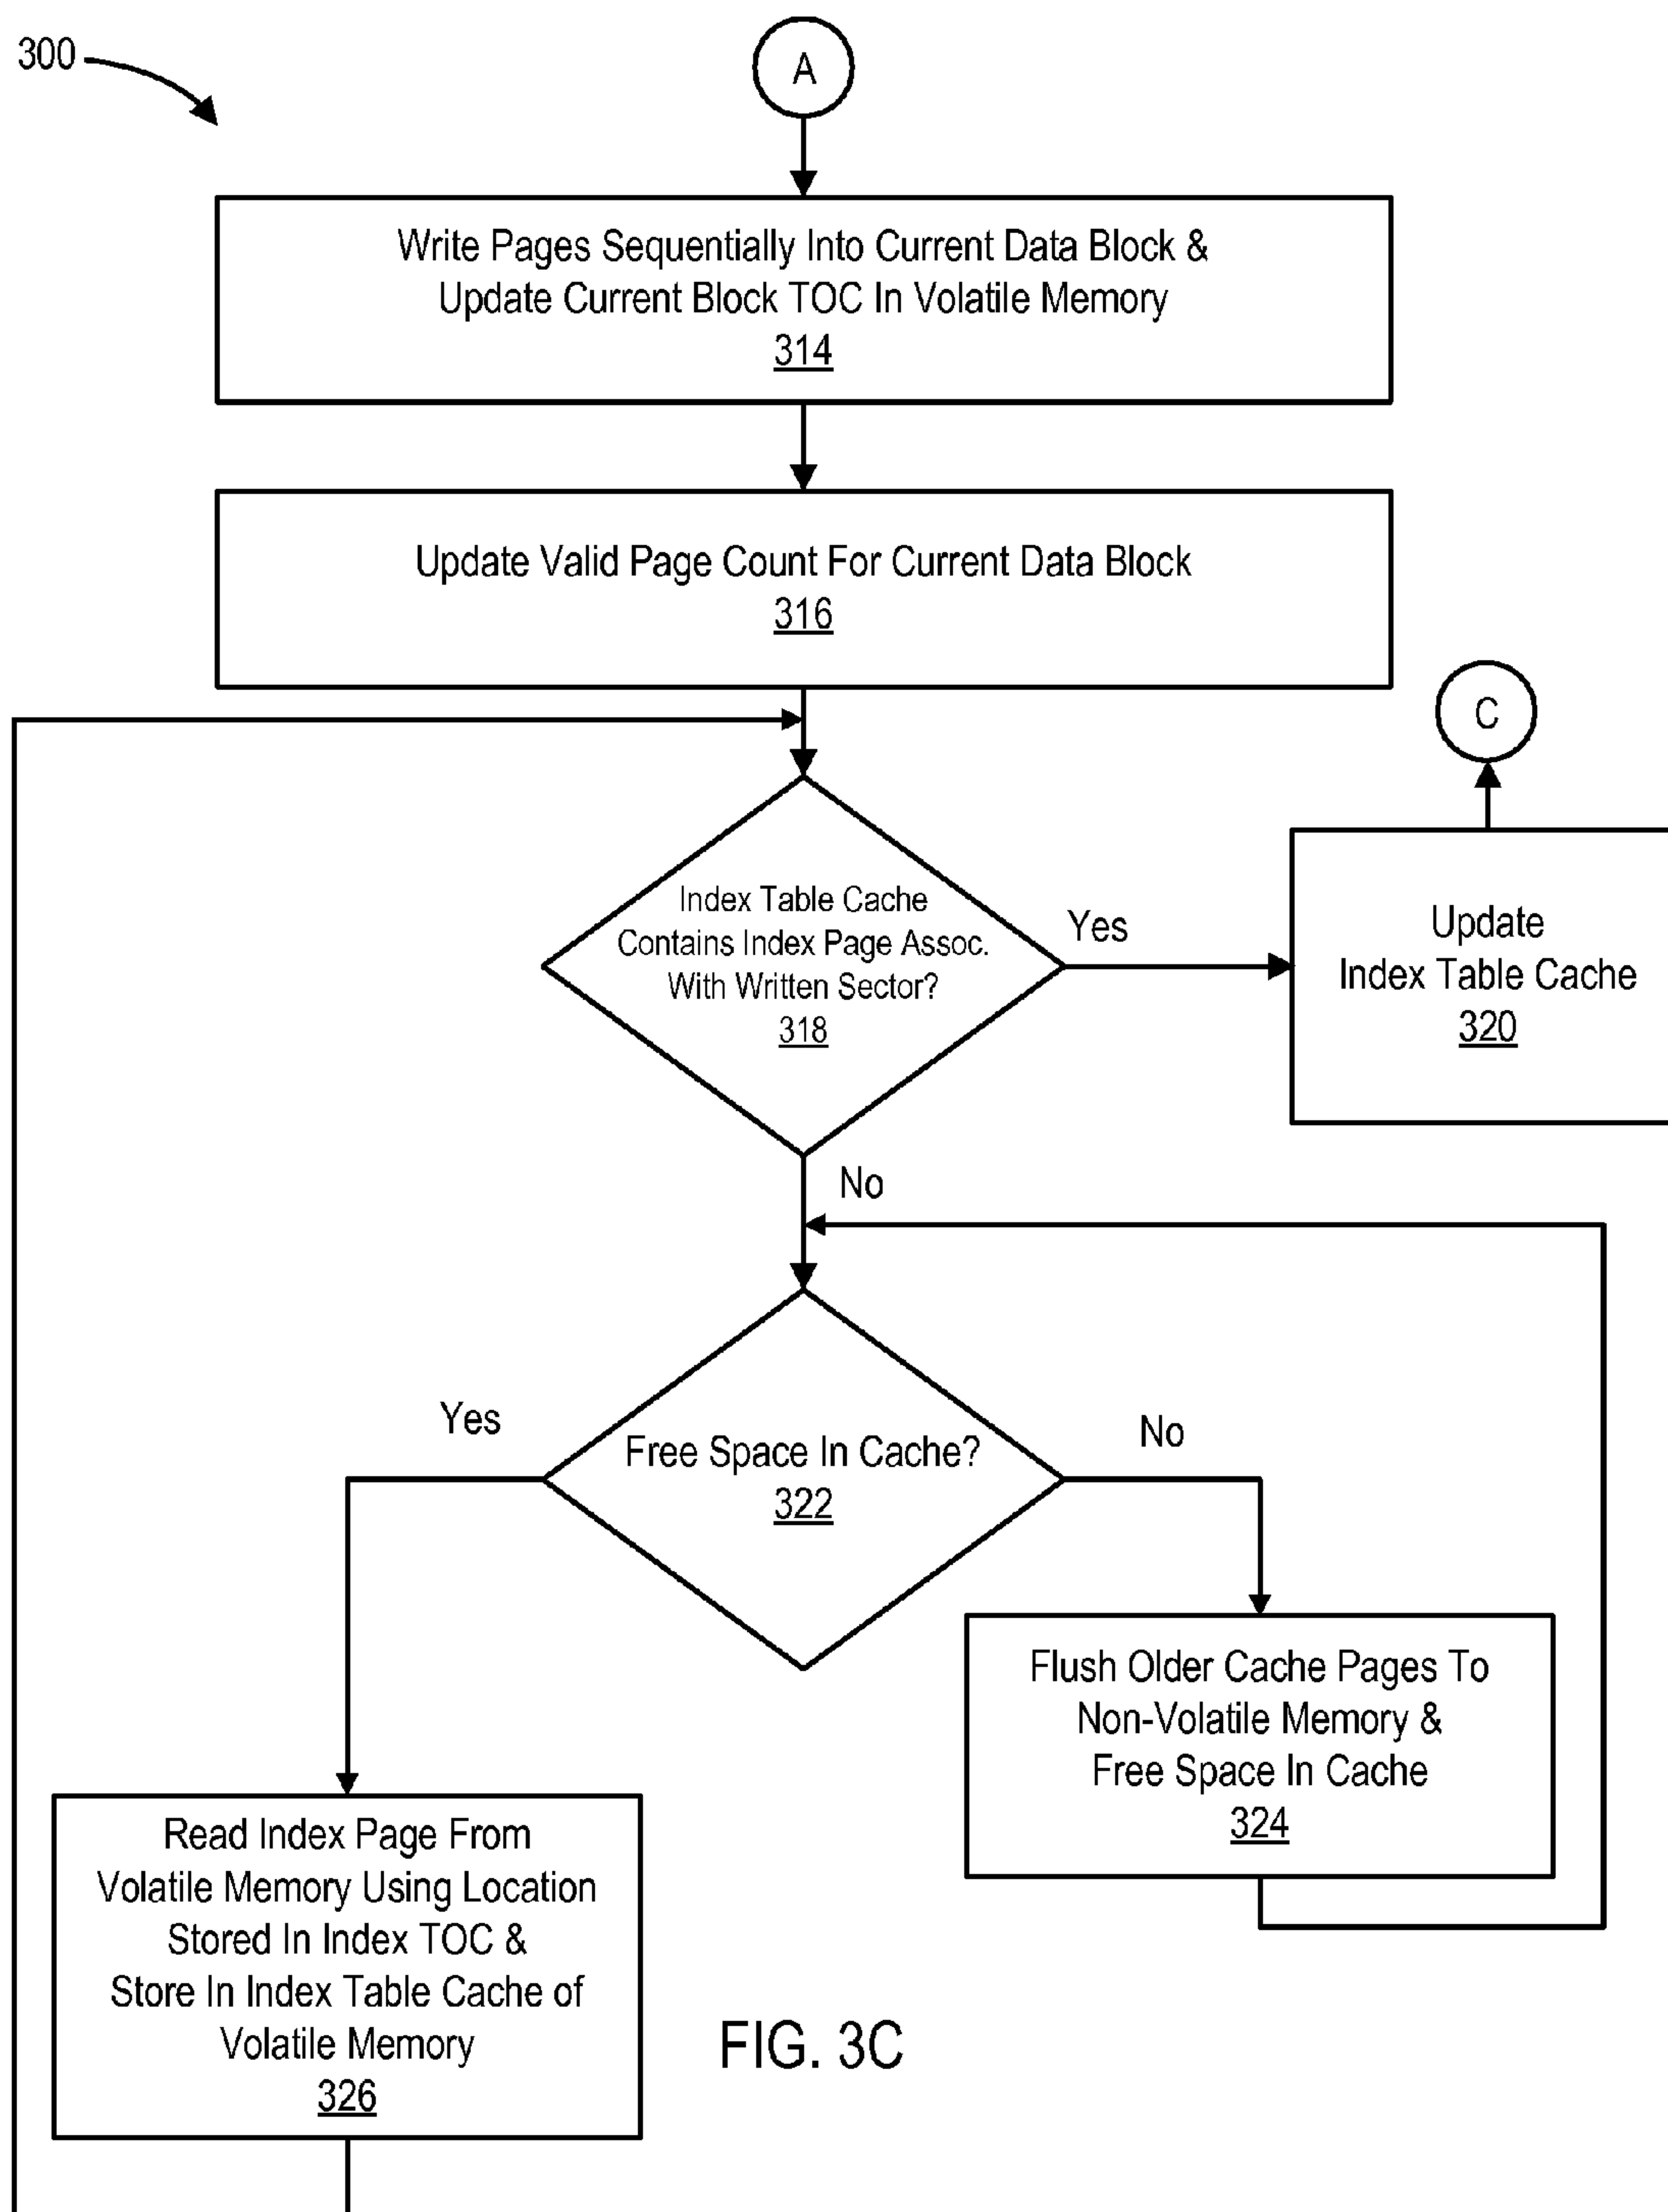 300
A
Write Pages Sequentially Into Current Data Block &
Update Current Block TOC In Volatile Memory
314
Update Valid Page Count For Current Data Block
316
C
Index Table Cache
Contains Index Page Assoc.
With Written Sector?
318
Yes
Update
Index Table Cache
320
No
Yes
Free Space In Cache?
322
No
Flush Older Cache Pages To
Non-Volatile Memory &
Free Space In Cache
324
Read Index Page From
Volatile Memory Using Location
Stored In Index TOC &
Store In Index Table Cache of
Volatile Memory
326
FIG. 3C